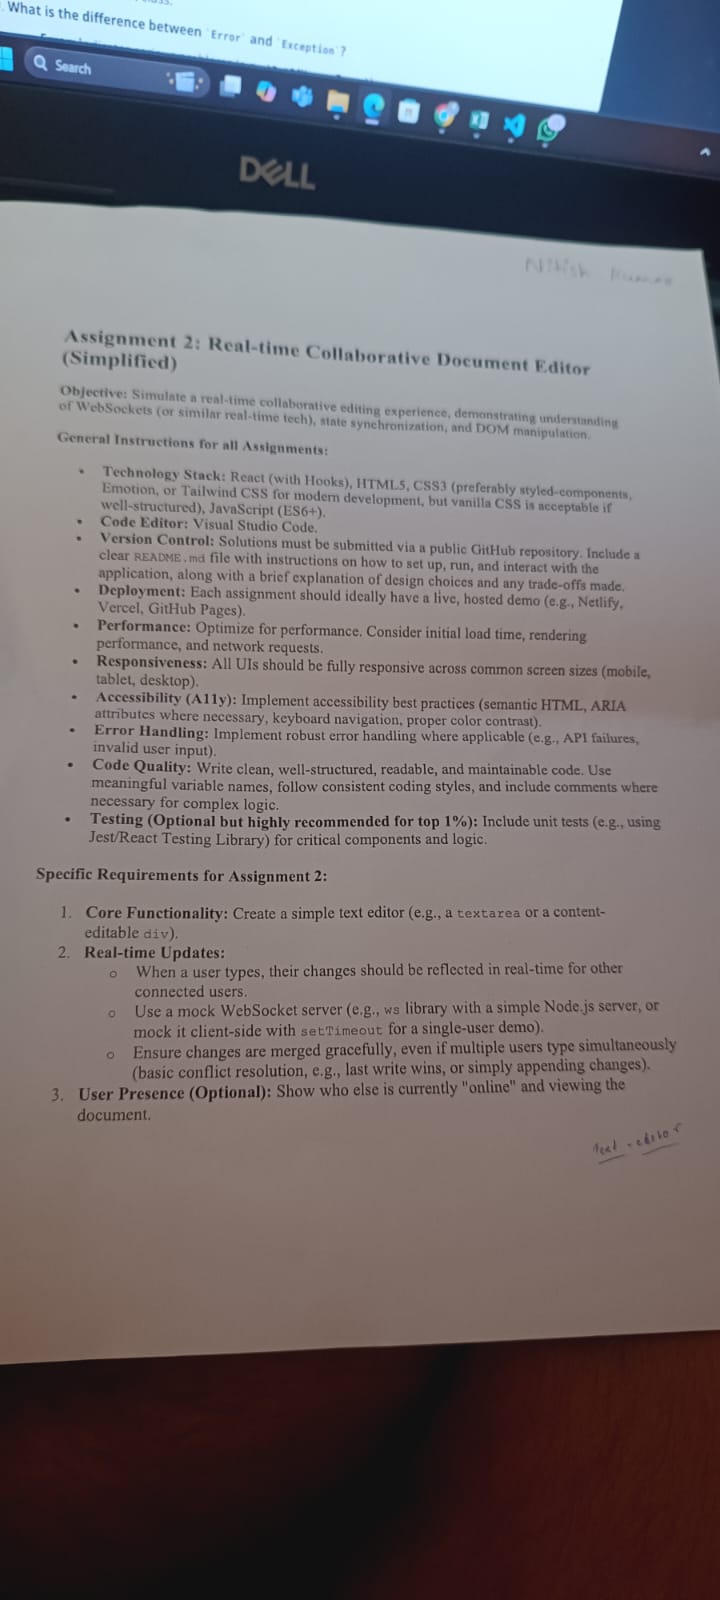 What is the difference between `Error` and `Exception`?
Search
DELL
Nitish Kumar
Assignment 2: Real-time Collaborative Document Editor
(Simplified)
Objective: Simulate a real-time collaborative editing experience, demonstrating understanding
of WebSockets (or similar real-time tech), state synchronization, and DOM manipulation.
General Instructions for all Assignments:
• Technology Stack: React (with Hooks), HTML5, CSS3 (preferably styled-components,
Emotion, or Tailwind CSS for modern development, but vanilla CSS is acceptable if
well-structured), JavaScript (ES6+).
• Code Editor: Visual Studio Code.
• Version Control: Solutions must be submitted via a public GitHub repository. Include a
clear README.md file with instructions on how to set up, run, and interact with the
application, along with a brief explanation of design choices and any trade-offs made.
• Deployment: Each assignment should ideally have a live, hosted demo (e.g., Netlify,
Vercel, GitHub Pages).
• Performance: Optimize for performance. Consider initial load time, rendering
performance, and network requests.
• Responsiveness: All UIs should be fully responsive across common screen sizes (mobile,
tablet, desktop).
• Accessibility (A11y): Implement accessibility best practices (semantic HTML, ARIA
attributes where necessary, keyboard navigation, proper color contrast).
• Error Handling: Implement robust error handling where applicable (e.g., API failures,
invalid user input).
• Code Quality: Write clean, well-structured, readable, and maintainable code. Use
meaningful variable names, follow consistent coding styles, and include comments where
necessary for complex logic.
• Testing (Optional but highly recommended for top 1%): Include unit tests (e.g., using
Jest/React Testing Library) for critical components and logic.
Specific Requirements for Assignment 2:
1. Core Functionality: Create a simple text editor (e.g., a textarea or a content-
editable div).
2. Real-time Updates:
o When a user types, their changes should be reflected in real-time for other
connected users.
o Use a mock WebSocket server (e.g., ws library with a simple Node.js server, or
mock it client-side with setTimeout for a single-user demo).
o Ensure changes are merged gracefully, even if multiple users type simultaneously
(basic conflict resolution, e.g., last write wins, or simply appending changes).
3. User Presence (Optional): Show who else is currently "online" and viewing the
document.
text-editor